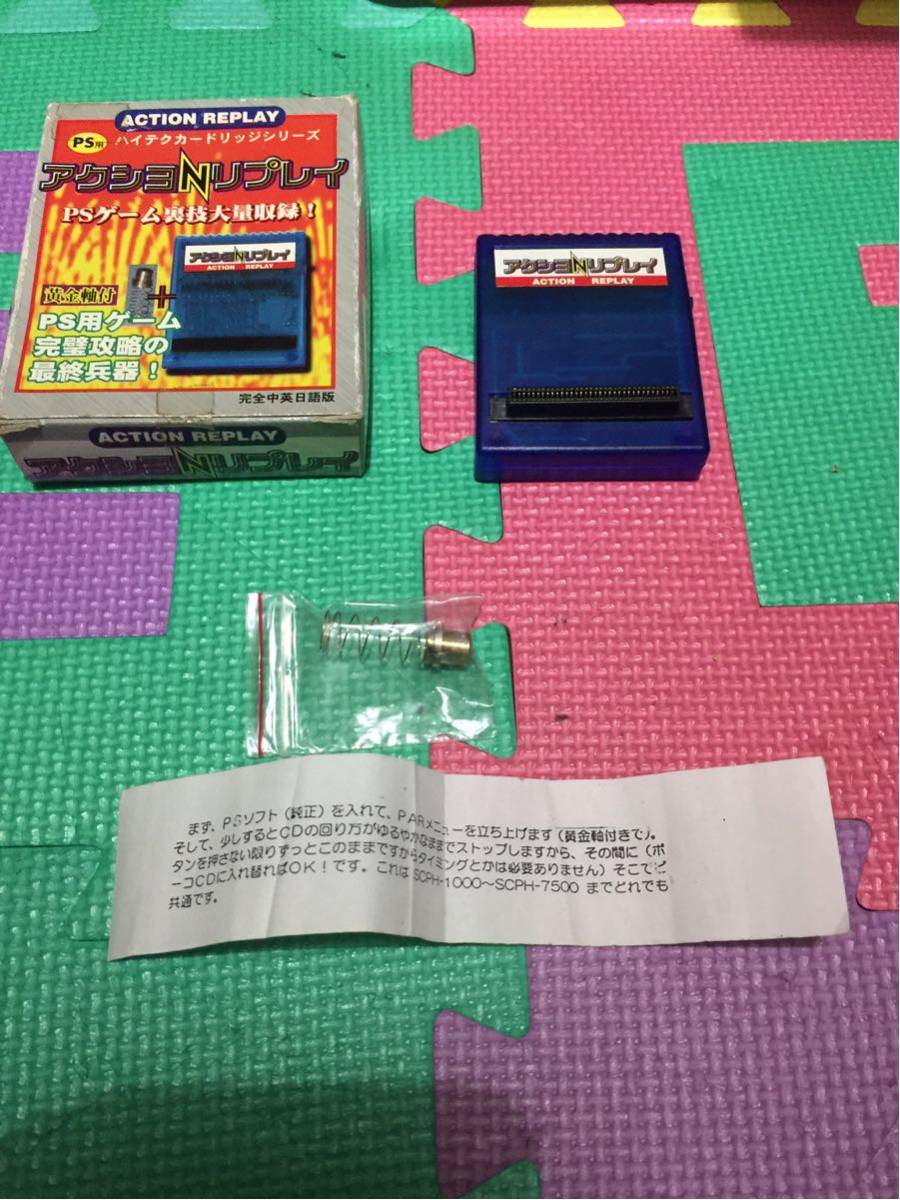 ACTION REPLAY
PS用
ハイテクカードリッジシリーズ
アクショNリプレイ
PSゲーム裏技大量収録!
アクショNリプレイ
ACTION REPLAY
黄金軸付
PS用ゲーム
完璧攻略の
最終兵器!
完全中英日語版
ACTION REPLAY
アクショNリプレイ
アクショNリプレイ
ACTION REPLAY
まず、PSソフト(純正)を入れて、PARメニューを立ち上げます(黄金軸付きで)。
そして、少しするとCDの回り方がゆるやかなままでストップしますから、その間に(ボ
タンを押さない限りずっとこのままですからタイミングとかは必要ありません)そこでピ
ーコCDに入れ替ればOK!です。これは SCPH-1000〜SCPH-7500 までどれでも
共通です。